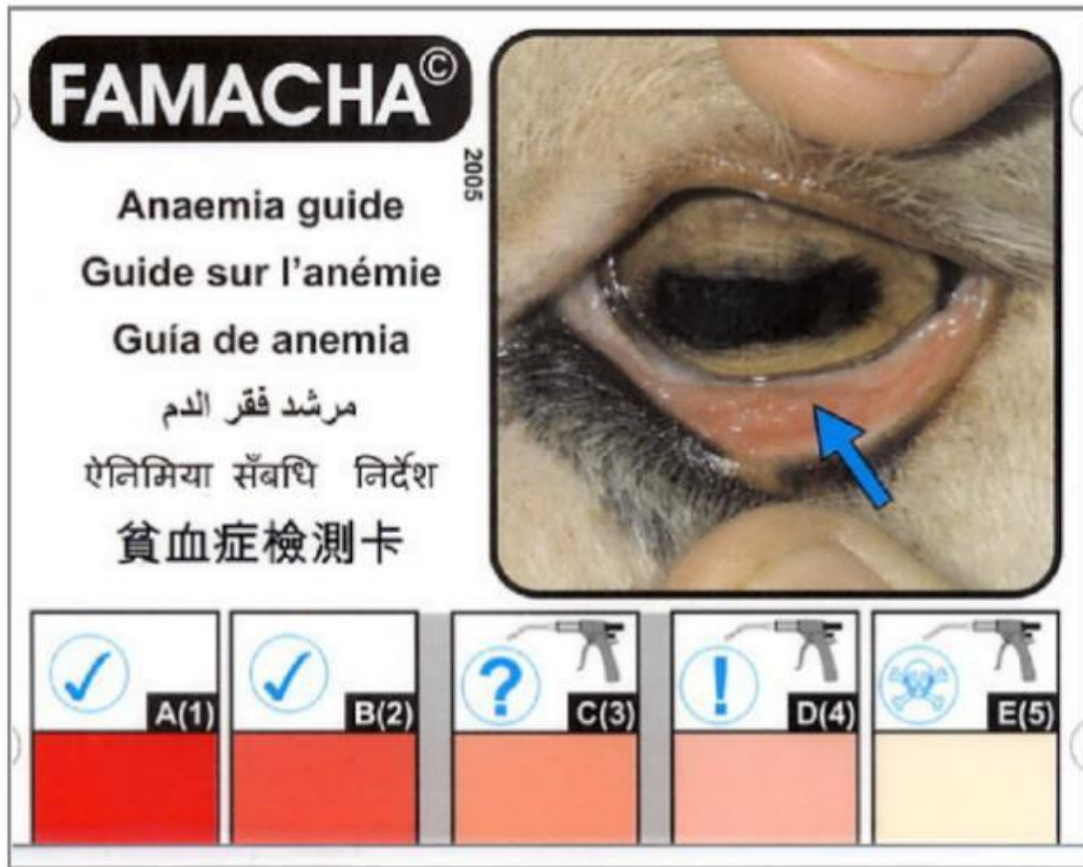 FAMACHA©
2005
Anaemia guide
Guide sur l'anémie
Guía de anemia
مرشد فقر الدم
ऐनिमिया सँबधि निर्देश
貧血症檢測卡
✓ ✓ ? ! 
A(1) B(2) C(3) D(4) E(5)